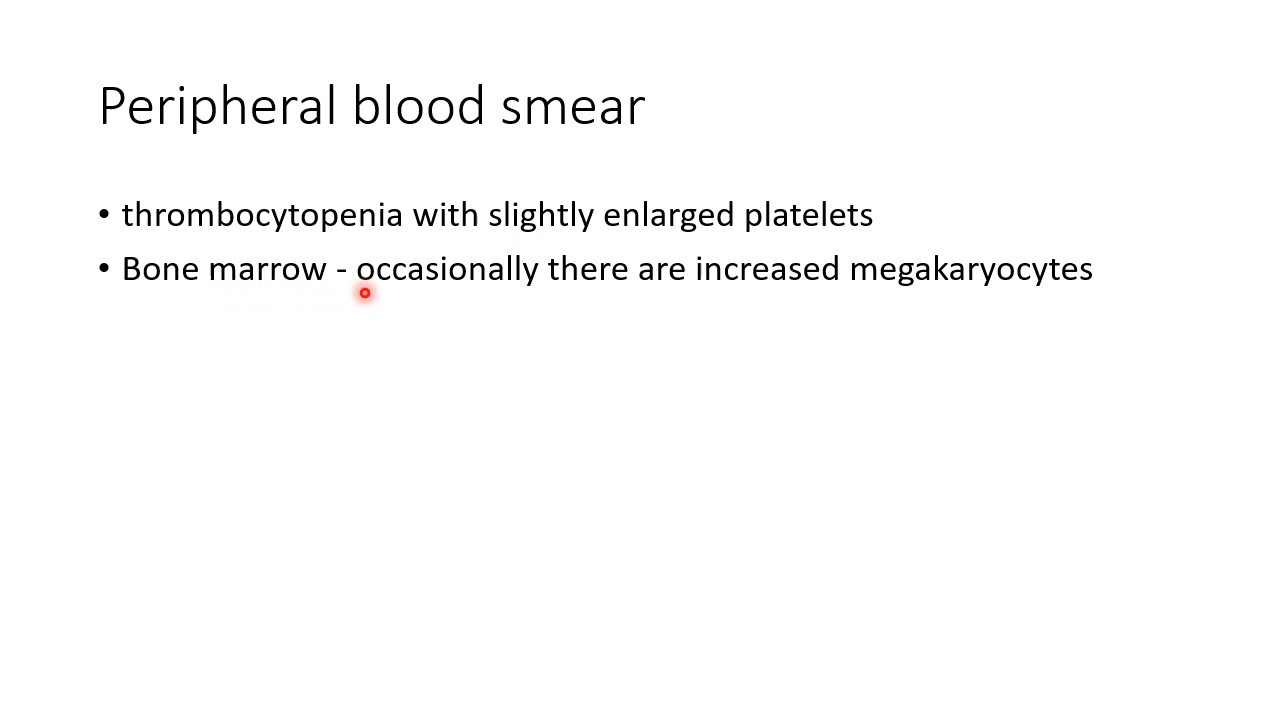 Peripheral blood smear
• thrombocytopenia with slightly enlarged platelets
• Bone marrow - occasionally there are increased megakaryocytes